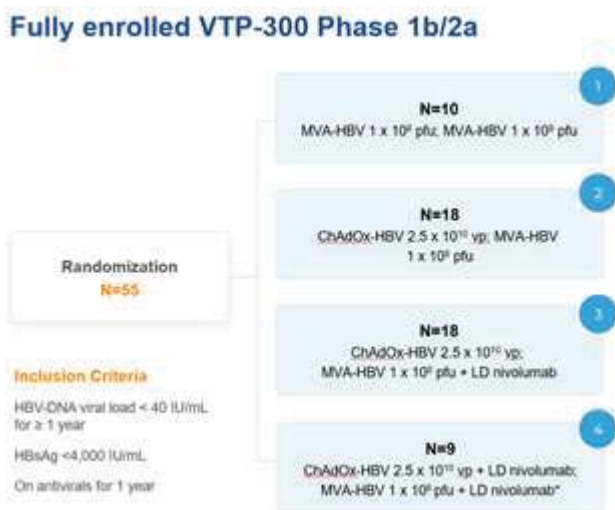 Fully enrolled VTP-300 Phase 1b/2a
1
N=10
MVA-HBV 1 x 10⁸ pfu; MVA-HBV 1 x 10⁸ pfu
2
N=18
ChAdOx-HBV 2.5 x 10¹⁰ vp; MVA-HBV
1 x 10⁸ pfu
Randomization
N=55
3
N=18
ChAdOx-HBV 2.5 x 10¹⁰ vp;
MVA-HBV 1 x 10⁸ pfu + LD nivolumab
Inclusion Criteria
HBV-DNA viral load < 40 IU/mL
for ≥ 1 year
HBsAg <4,000 IU/mL
On antivirals for 1 year
4
N=9
ChAdOx-HBV 2.5 x 10¹⁰ vp + LD nivolumab;
MVA-HBV 1 x 10⁸ pfu + LD nivolumab*